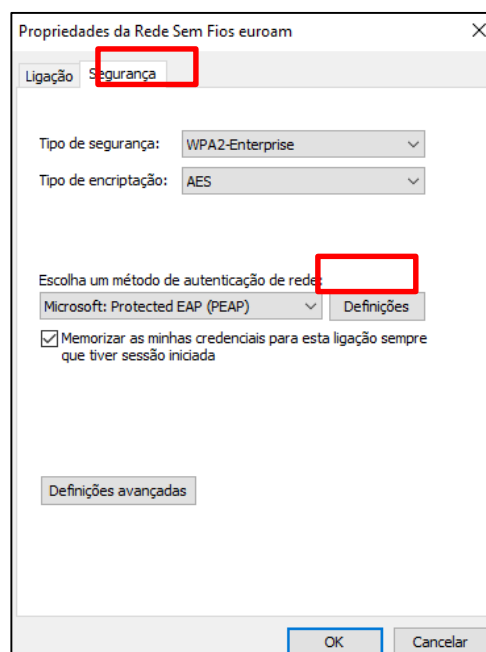 Propriedades da Rede Sem Fios euroam
Ligação Segurança
Tipo de segurança: WPA2-Enterprise
Tipo de encriptação: AES
Escolha um método de autenticação de rede:
Microsoft: Protected EAP (PEAP) Definições
Memorizar as minhas credenciais para esta ligação sempre
que tiver sessão iniciada
Definições avançadas
OK Cancelar